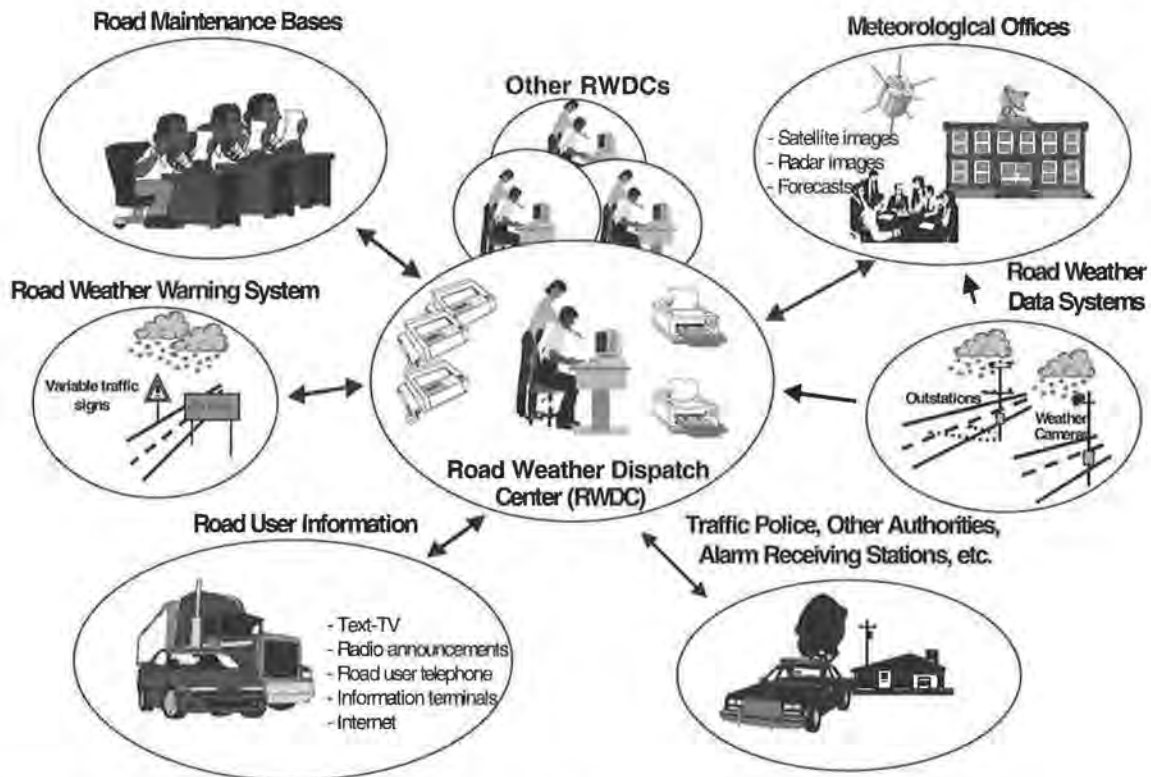 Road Maintenance Bases
Meteorological Offices
Other RWDCs
- Satellite images
- Radar images
- Forecasts
Road Weather Warning System
Road Weather
Data Systems
Variable traffic
signs
Outstations
Weather
Cameras
Road Weather Dispatch
Center (RWDC)
Road User Information
Traffic Police, Other Authorities,
Alarm Receiving Stations, etc.
- Text-TV
- Radio announcements
- Road user telephone
- Information terminals
- Internet